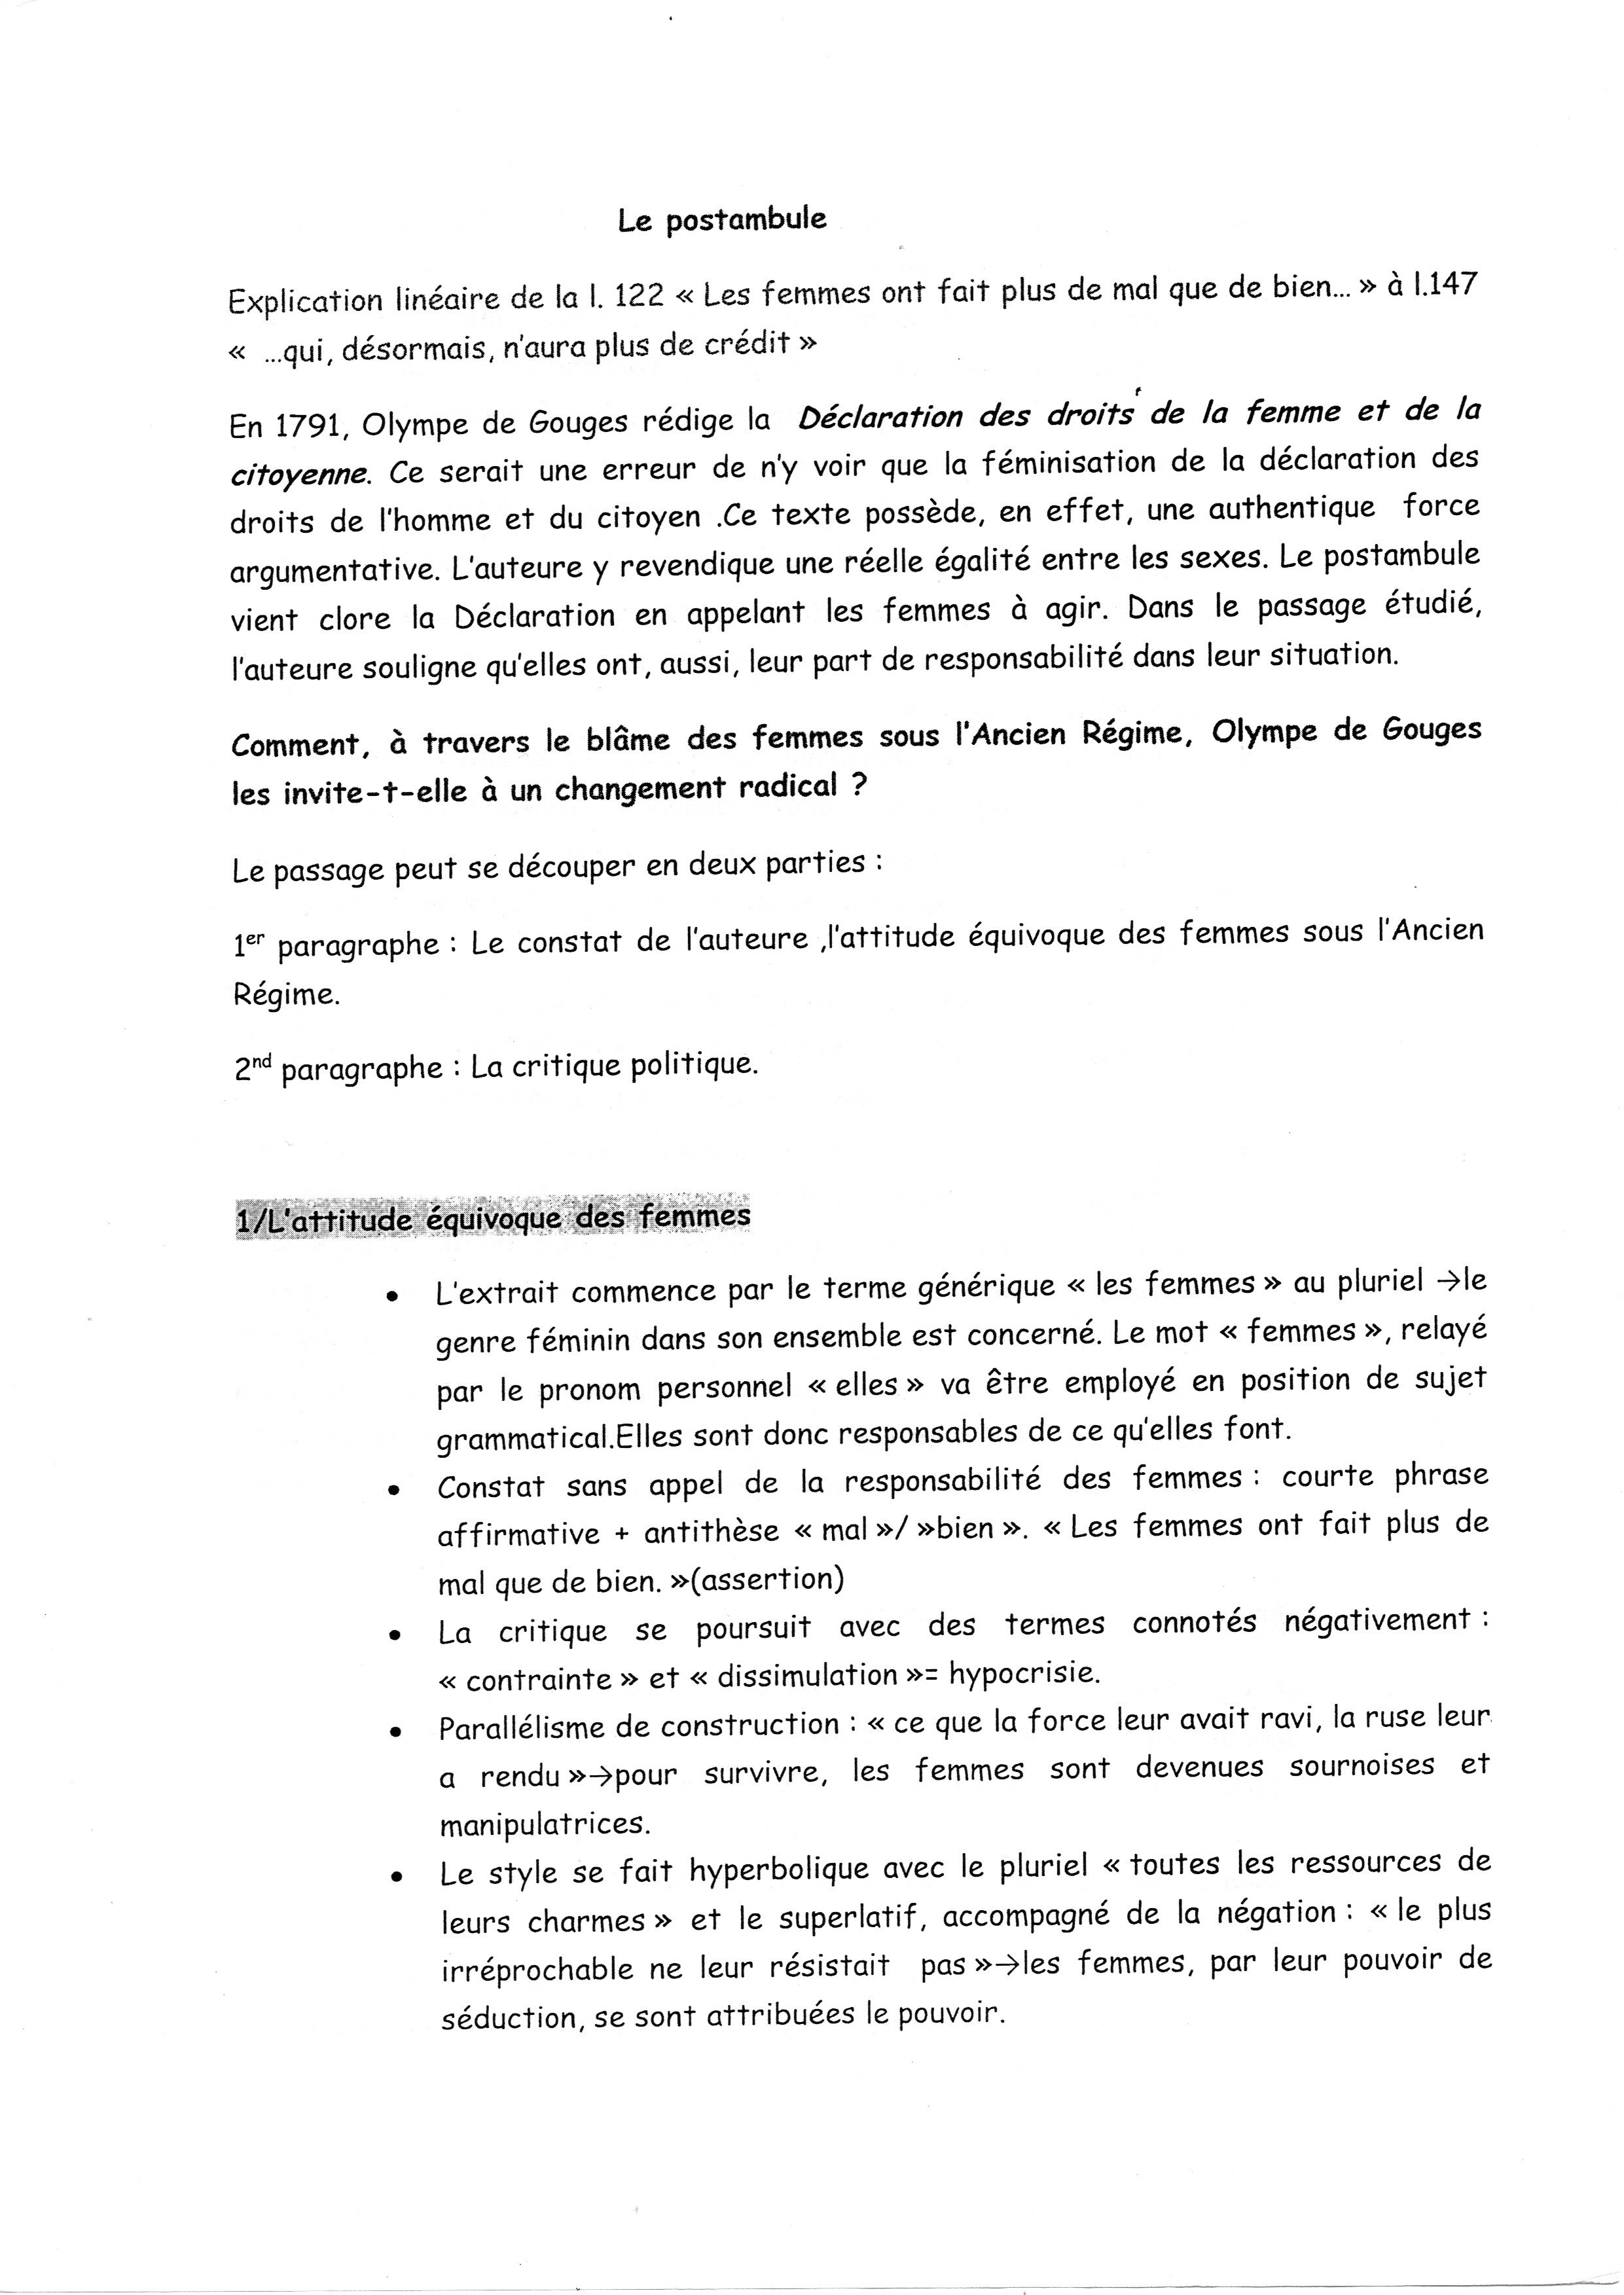 Le postambule
Explication linéaire de la l. 122 « Les femmes ont fait plus de mal que de bien... » à l.147
« ...qui, désormais, n'aura plus de crédit »
En 1791, Olympe de Gouges rédige la Déclaration des droits de la femme et de la
citoyenne. Ce serait une erreur de n'y voir que la féminisation de la déclaration des
droits de l'homme et du citoyen .Ce texte possède, en effet, une authentique force
argumentative. L'auteure y revendique une réelle égalité entre les sexes. Le postambule
vient clore la Déclaration en appelant les femmes à agir. Dans le passage étudié,
l'auteure souligne qu'elles ont, aussi, leur part de responsabilité dans leur situation.
Comment, à travers le blâme des femmes sous l'Ancien Régime, Olympe de Gouges
les invite-t-elle à un changement radical ?
Le passage peut se découper en deux parties :
1er paragraphe : Le constat de l'auteure ,l'attitude équivoque des femmes sous l'Ancien
Régime.
2nd paragraphe : La critique politique.
1/L'attitude équivoque des femmes
• L'extrait commence par le terme générique « les femmes » au pluriel →le
genre féminin dans son ensemble est concerné. Le mot « femmes », relayé
par le pronom personnel « elles » va être employé en position de sujet
grammatical.Elles sont donc responsables de ce qu'elles font.
• Constat sans appel de la responsabilité des femmes : courte phrase
affirmative + antithèse « mal »/ »bien ». « Les femmes ont fait plus de
mal que de bien. »(assertion)
• La critique se poursuit avec des termes connotés négativement :
« contrainte » et « dissimulation »= hypocrisie.
• Parallélisme de construction : « ce que la force leur avait ravi, la ruse leur
a rendu »→pour survivre, les femmes sont devenues sournoises et
manipulatrices.
• Le style se fait hyperbolique avec le pluriel « toutes les ressources de
leurs charmes » et le superlatif, accompagné de la négation : « le plus
irréprochable ne leur résistait pas »→les femmes, par leur pouvoir de
séduction, se sont attribuées le pouvoir.